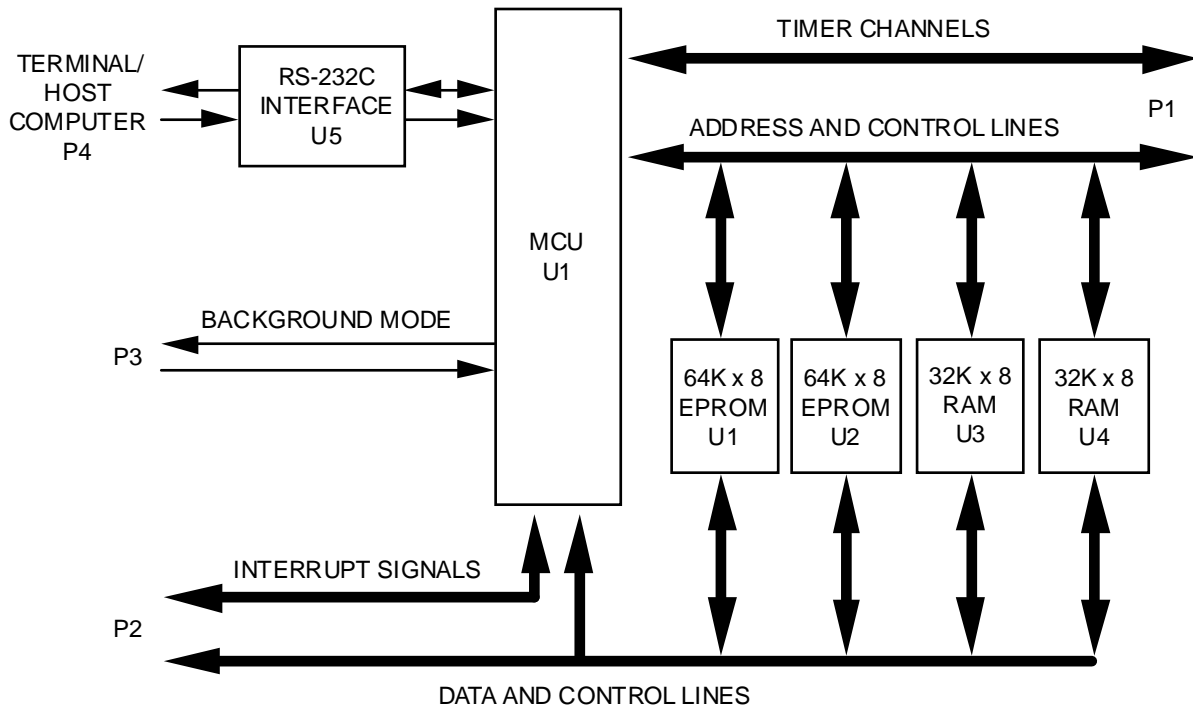 TERMINAL/
HOST
COMPUTER
P4
RS-232C
INTERFACE
U5
MCU
U1
TIMER CHANNELS
P1
ADDRESS AND CONTROL LINES
BACKGROUND MODE
P3
64K x 8
EPROM
U1
64K x 8
EPROM
U2
32K x 8
RAM
U3
32K x 8
RAM
U4
INTERRUPT SIGNALS
P2
DATA AND CONTROL LINES